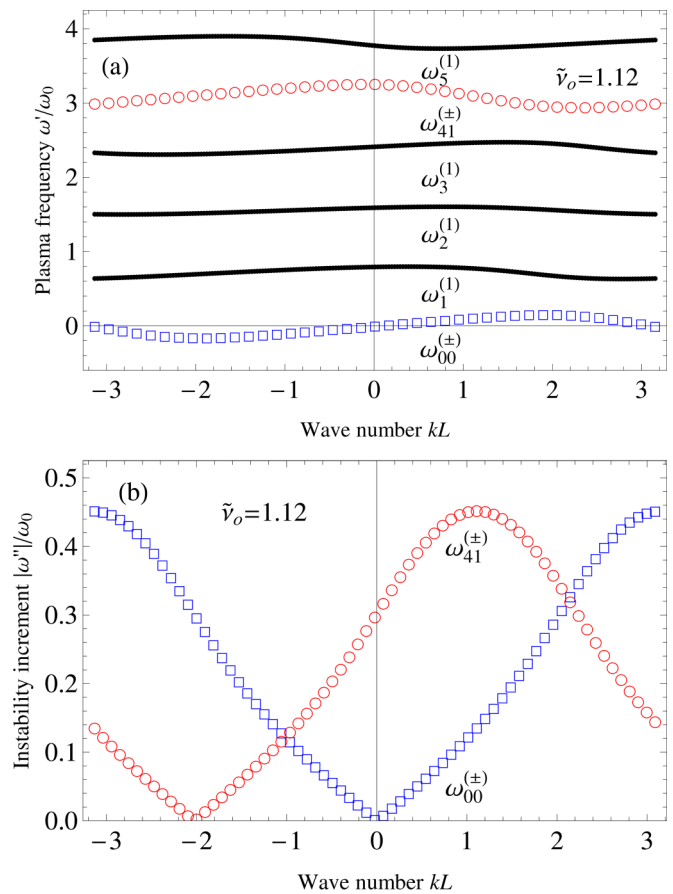 4
(a)
ω₅⁽¹⁾
ṽₒ=1.12
3
ω₄₁⁽±⁾
2
ω₃⁽¹⁾
ω₂⁽¹⁾
1
ω₁⁽¹⁾
0
ω₀₀⁽±⁾
Plasma frequency ω'/ω₀
−3 −2 −1 0 1 2 3
Wave number kL
0.5
(b)
ṽₒ=1.12
ω₄₁⁽±⁾
0.4
0.3
0.2
0.1
ω₀₀⁽±⁾
0.0
Instability increment |ω''|/ω₀
−3 −2 −1 0 1 2 3
Wave number kL